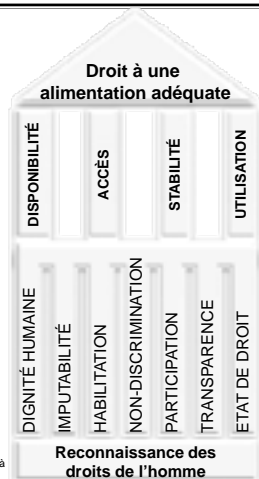 Droit à une
alimentation adéquate
DISPONIBILITÉ
ACCÈS
STABILITÉ
UTILISATION
DIGNITÉ HUMAINE
IMPUTABILITÉ
HABILITATION
NON-DISCRIMINATION
PARTICIPATION
TRANSPARENCE
ETAT DE DROIT
à
Reconnaissance des
droits de l'homme